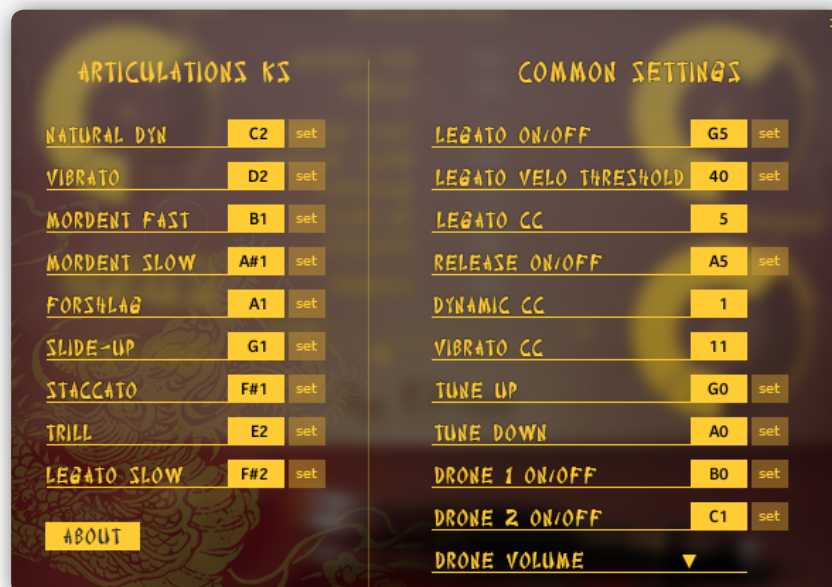 ARTICULATIONS KS
NATURAL DYN C2 set
VIBRATO D2 set
MORDENT FAST B1 set
MORDENT SLOW A#1 set
FORSHLAG A1 set
SLIDE-UP G1 set
STACCATO F#1 set
TRILL E2 set
LEGATO SLOW F#2 set
ABOUT
COMMON SETTINGS
LEGATO ON/OFF G5 set
LEGATO VELO THRESHOLD 40 set
LEGATO CC 5
RELEASE ON/OFF A5 set
DYNAMIC CC 1
VIBRATO CC 11
TUNE UP G0 set
TUNE DOWN A0 set
DRONE 1 ON/OFF B0 set
DRONE 2 ON/OFF C1 set
DRONE VOLUME ▼